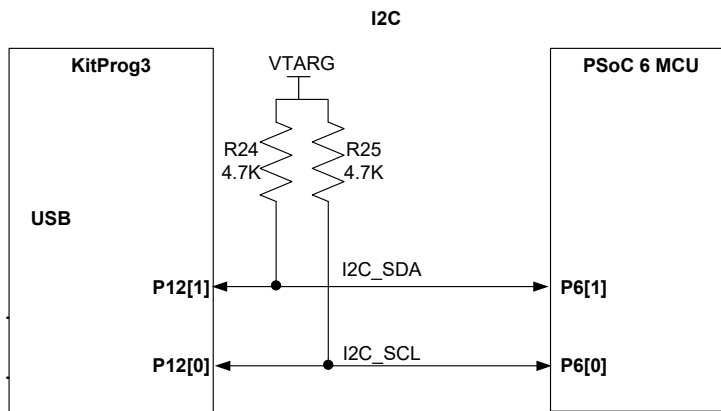 I2C
KitProg3
VTARG
PSoC 6 MCU
R24
4.7K
R25
4.7K
USB
I2C_SDA
P12[1]
P6[1]
I2C_SCL
P12[0]
P6[0]